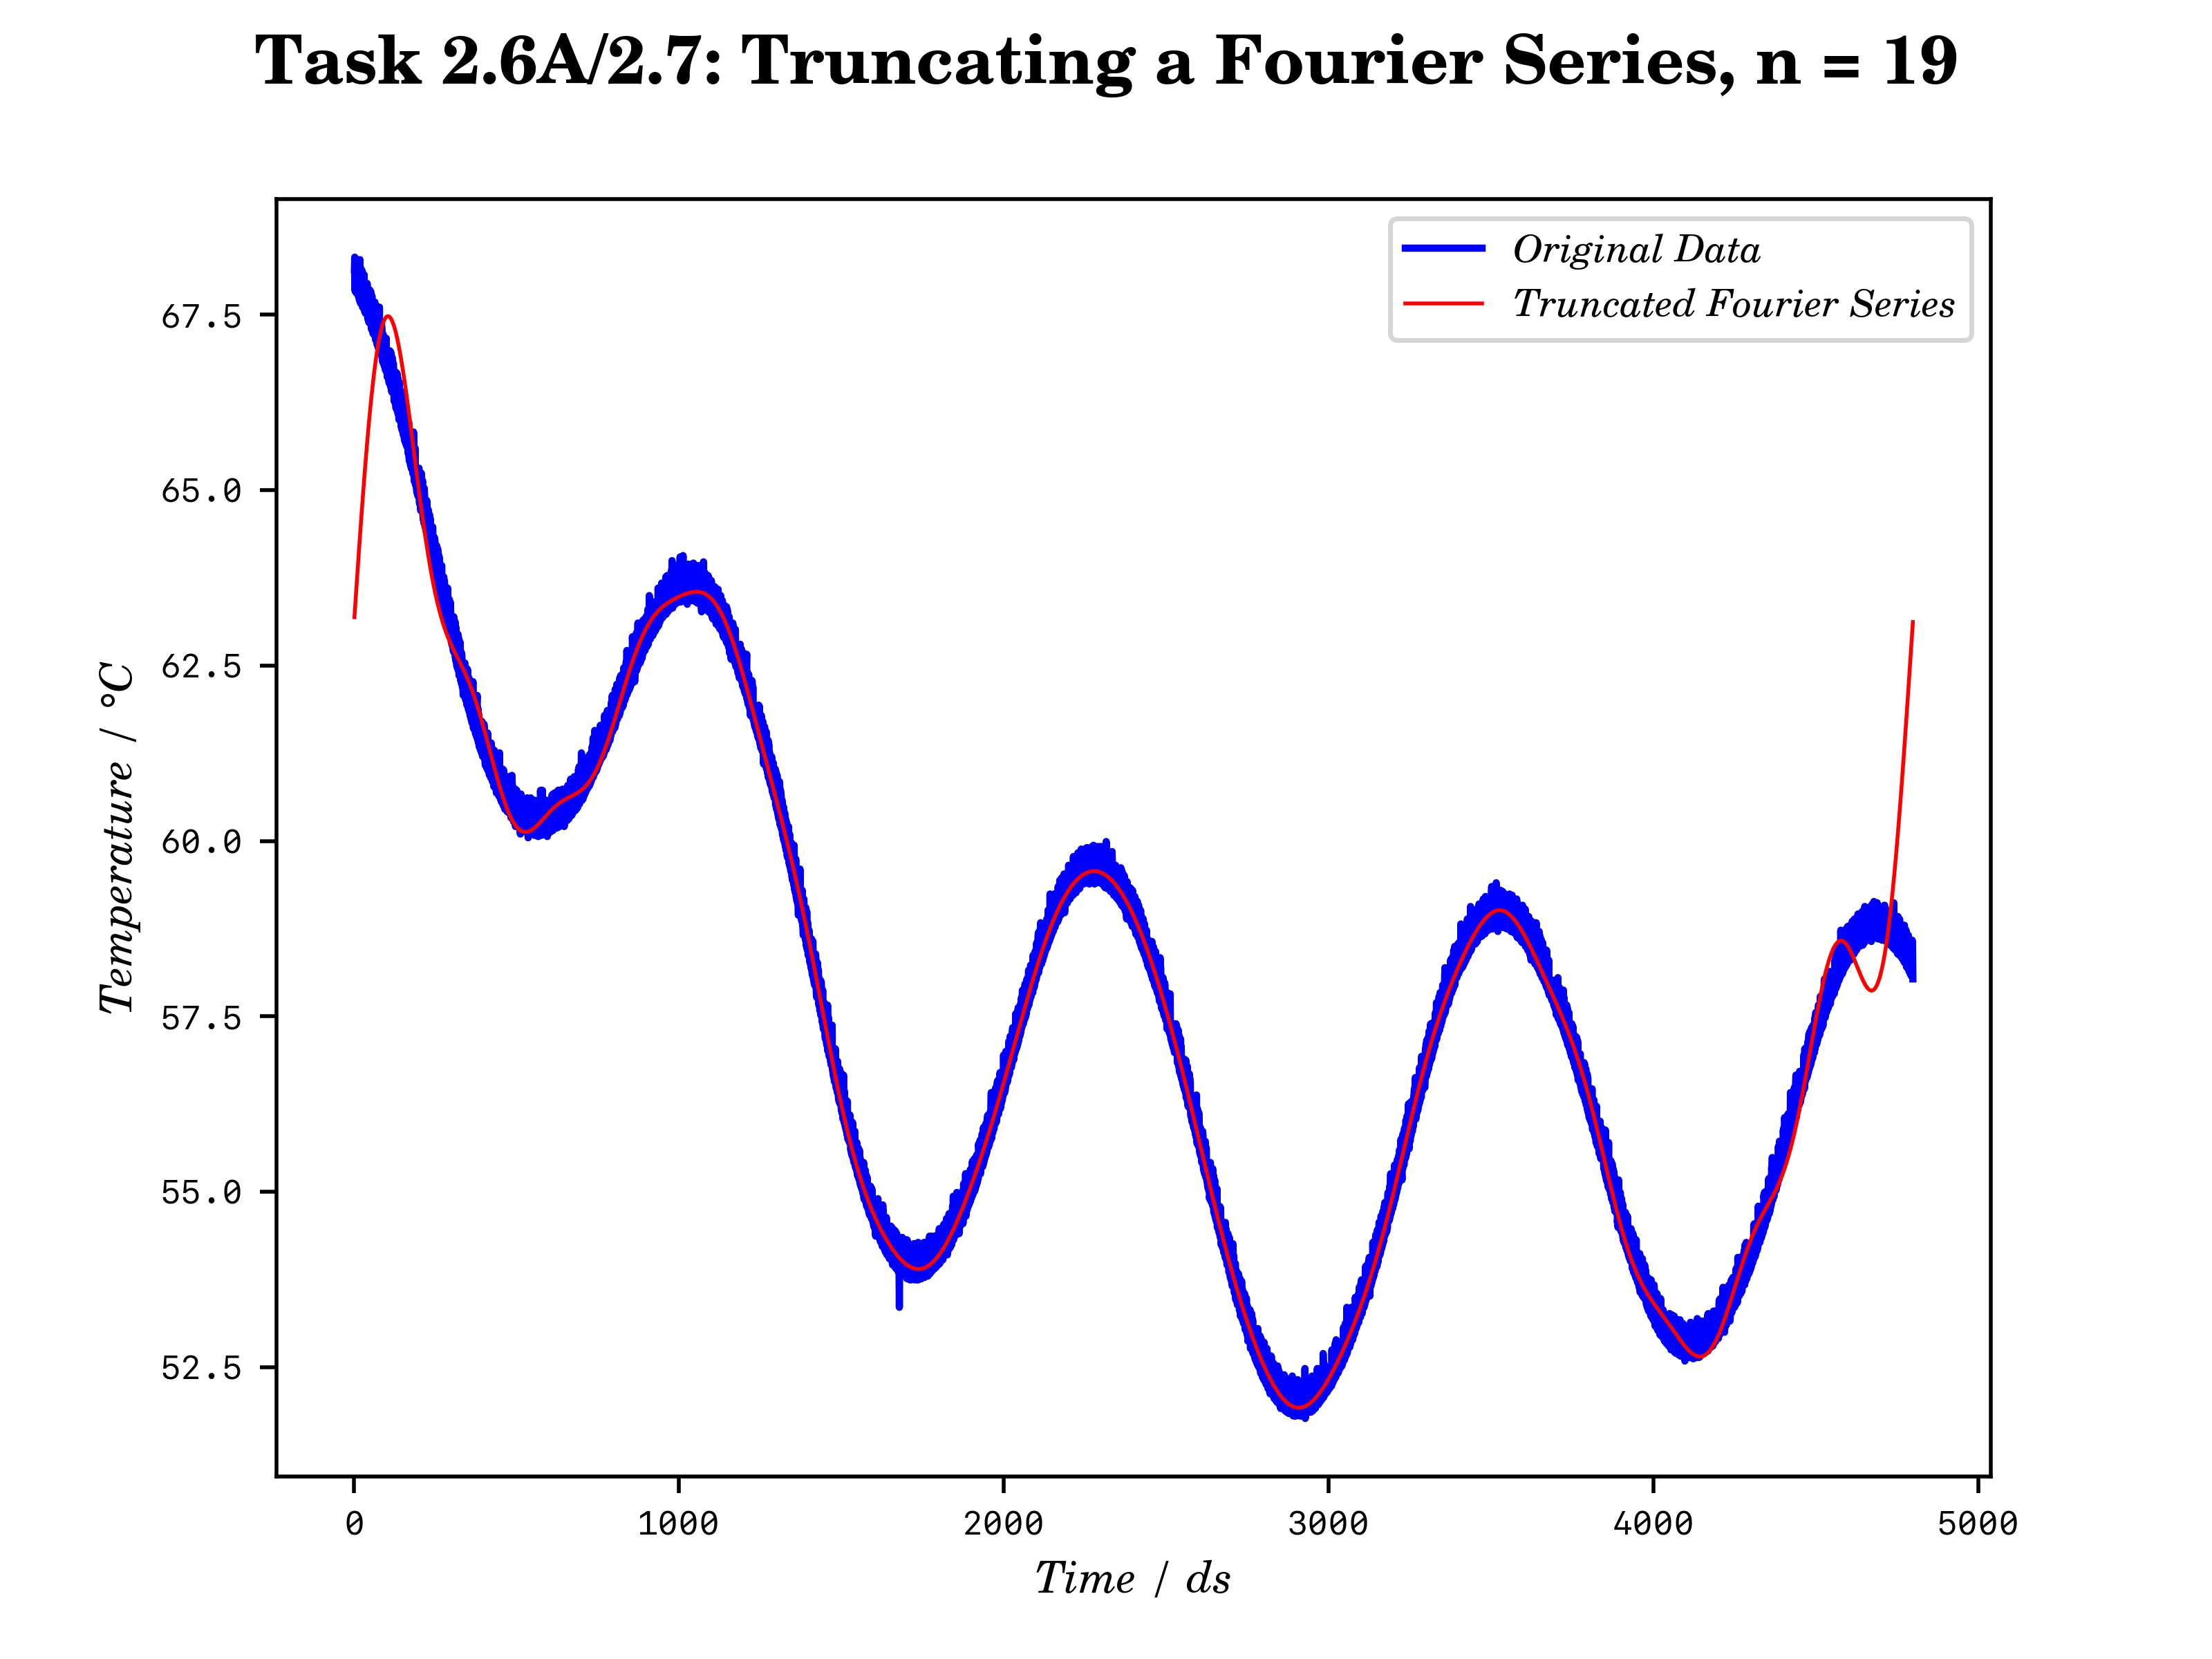 Task 2.6A/2.7: Truncating a Fourier Series, n = 19
Original Data
Truncated Fourier Series
67.5
65.0
62.5
60.0
57.5
55.0
52.5
Temperature / °C
0 1000 2000 3000 4000 5000
Time / ds